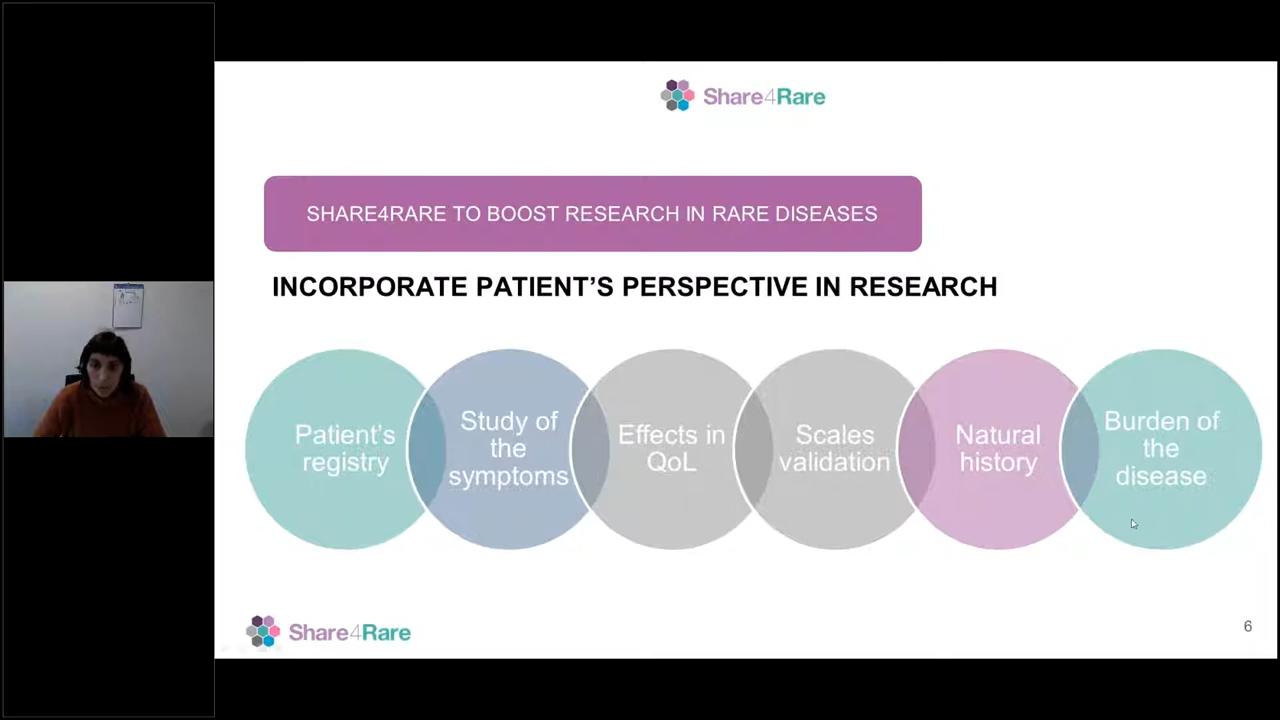 Share4Rare
SHARE4RARE TO BOOST RESEARCH IN RARE DISEASES
INCORPORATE PATIENT’S PERSPECTIVE IN RESEARCH
Patient’s
registry
Study of
the
symptoms
Effects in
QoL
Scales
validation
Natural
history
Burden of
the
disease
Share4Rare
6